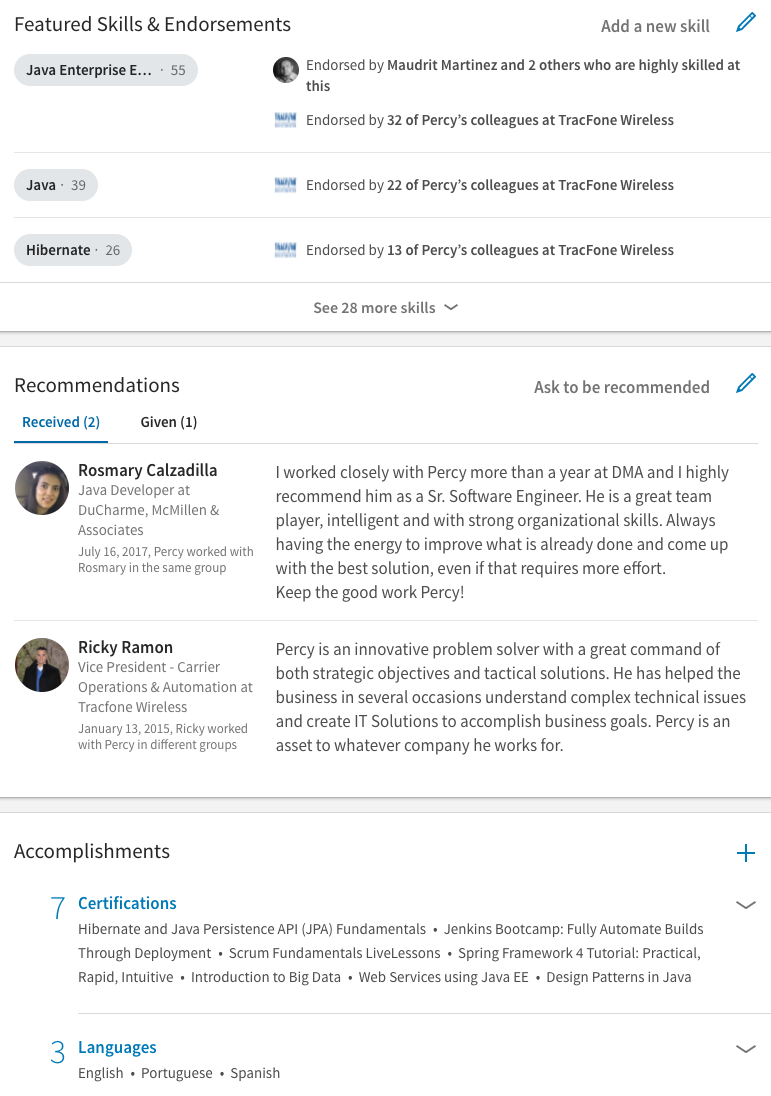 Featured Skills & Endorsements
Add a new skill
Java Enterprise E... · 55
Endorsed by Maudrit Martinez and 2 others who are highly skilled at
this
Endorsed by 32 of Percy’s colleagues at TracFone Wireless
Java · 39
Endorsed by 22 of Percy’s colleagues at TracFone Wireless
Hibernate · 26
Endorsed by 13 of Percy’s colleagues at TracFone Wireless
See 28 more skills
Recommendations
Ask to be recommended
Received (2)
Given (1)
Rosmary Calzadilla
Java Developer at
DuCharme, McMillen &
Associates
July 16, 2017, Percy worked with
Rosmary in the same group
I worked closely with Percy more than a year at DMA and I highly
recommend him as a Sr. Software Engineer. He is a great team
player, intelligent and with strong organizational skills. Always
having the energy to improve what is already done and come up
with the best solution, even if that requires more effort.
Keep the good work Percy!
Ricky Ramon
Vice President - Carrier
Operations & Automation at
Tracfone Wireless
January 13, 2015, Ricky worked
with Percy in different groups
Percy is an innovative problem solver with a great command of
both strategic objectives and tactical solutions. He has helped the
business in several occasions understand complex technical issues
and create IT Solutions to accomplish business goals. Percy is an
asset to whatever company he works for.
Accomplishments
7 Certifications
Hibernate and Java Persistence API (JPA) Fundamentals • Jenkins Bootcamp: Fully Automate Builds
Through Deployment • Scrum Fundamentals LiveLessons • Spring Framework 4 Tutorial: Practical,
Rapid, Intuitive • Introduction to Big Data • Web Services using Java EE • Design Patterns in Java
3 Languages
English • Portuguese • Spanish